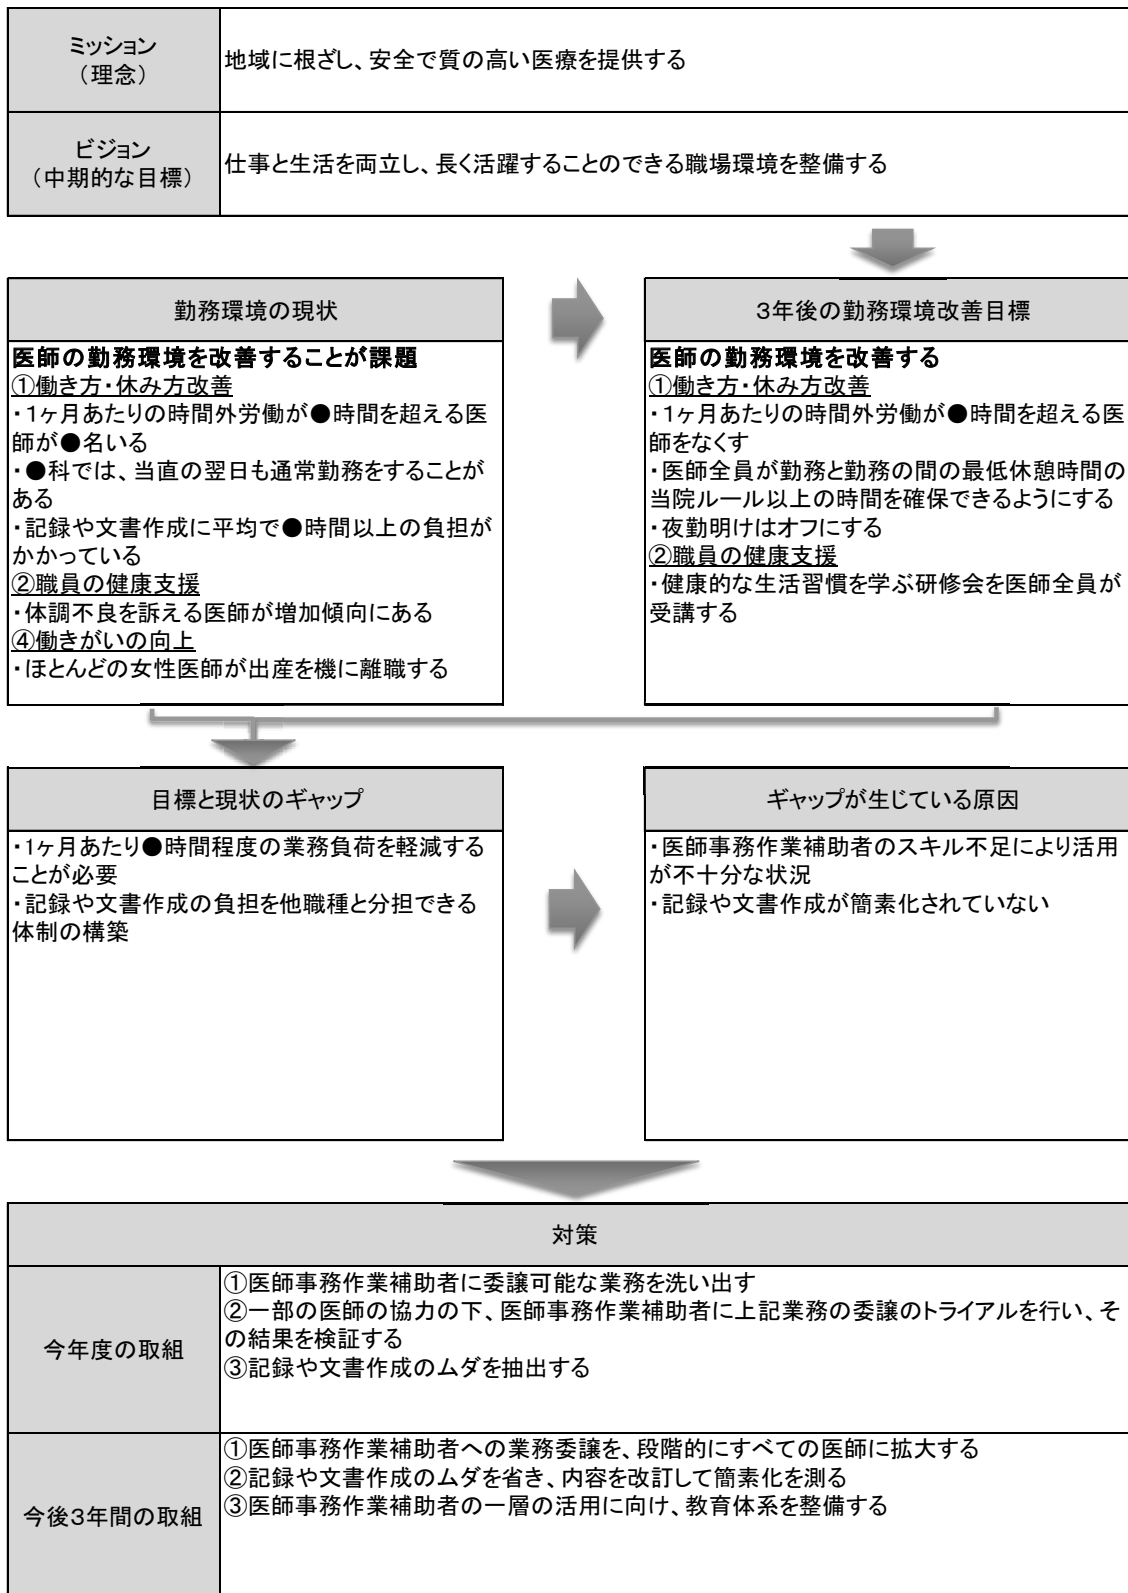 ミッション
（理念）
地域に根ざし、安全で質の高い医療を提供する
ビジョン
（中期的な目標）
仕事と生活を両立し、長く活躍することのできる職場環境を整備する
勤務環境の現状
医師の勤務環境を改善することが課題
①働き方・休み方改善
・1ヶ月あたりの時間外労働が●時間を超える医
師が●名いる
・●科では、当直の翌日も通常勤務をすることが
ある
・記録や文書作成に平均で●時間以上の負担が
かかっている
②職員の健康支援
・体調不良を訴える医師が増加傾向にある
④働きがいの向上
・ほとんどの女性医師が出産を機に離職する
3年後の勤務環境改善目標
医師の勤務環境を改善する
①働き方・休み方改善
・1ヶ月あたりの時間外労働が●時間を超える医
師をなくす
・医師全員が勤務と勤務の間の最低休憩時間の
当院ルール以上の時間を確保できるようにする
・夜勤明けはオフにする
②職員の健康支援
・健康的な生活習慣を学ぶ研修会を医師全員が
受講する
目標と現状のギャップ
・1ヶ月あたり●時間程度の業務負荷を軽減する
ことが必要
・記録や文書作成の負担を他職種と分担できる
体制の構築
ギャップが生じている原因
・医師事務作業補助者のスキル不足により活用
が不十分な状況
・記録や文書作成が簡素化されていない
対策
今年度の取組
①医師事務作業補助者に委譲可能な業務を洗い出す
②一部の医師の協力の下、医師事務作業補助者に上記業務の委譲のトライアルを行い、そ
の結果を検証する
③記録や文書作成のムダを抽出する
今後3年間の取組
①医師事務作業補助者への業務委譲を、段階的にすべての医師に拡大する
②記録や文書作成のムダを省き、内容を改訂して簡素化を測る
③医師事務作業補助者の一層の活用に向け、教育体系を整備する